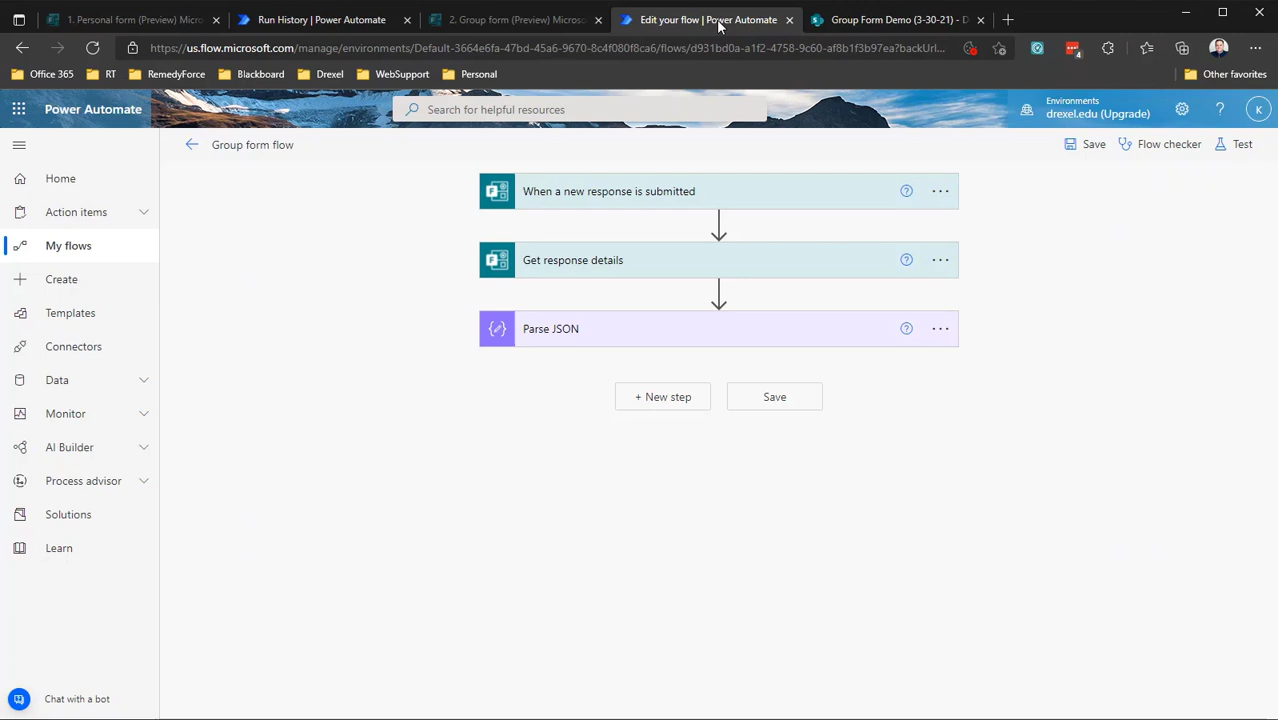 1. Personal form (Preview) Micro
Run History | Power Automate
2. Group form (Preview) Microso
Edit your flow | Power Automate
Group Form Demo (3-30-21) - D
https://us.flow.microsoft.com/manage/environments/Default-3664e6fa-47bd-45a6-9670-8c4f080f8ca6/flows/d931bd0a-a1f2-4758-9c60-af8b1f3b97ea?backUrl...
4
Office 365
RT
RemedyForce
Blackboard
Drexel
WebSupport
Personal
Other favorites
Power Automate
Search for helpful resources
Environments
drexel.edu (Upgrade)
?
K
Group form flow
Save
Flow checker
Test
Home
Action items
My flows
Create
Templates
Connectors
Data
Monitor
AI Builder
Process advisor
Solutions
Learn
When a new response is submitted
Get response details
Parse JSON
+ New step
Save
Chat with a bot